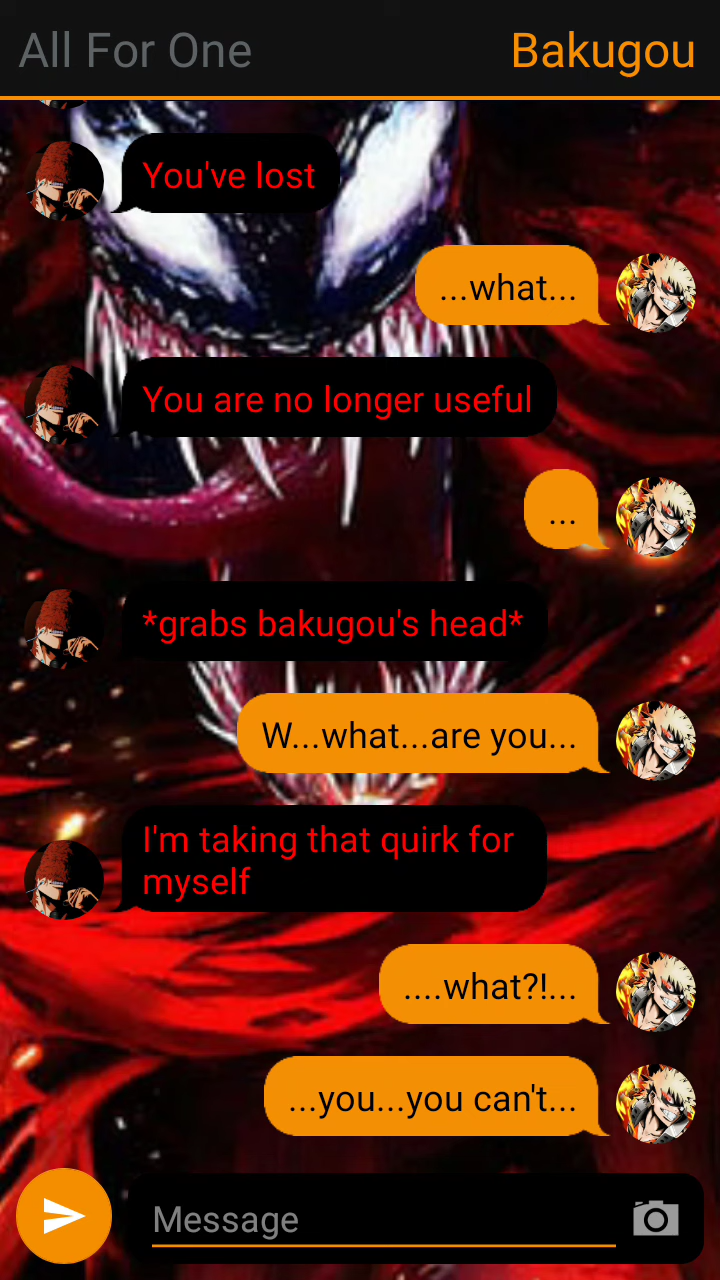 All For One
Bakugou
You've lost
...what...
You are no longer useful
...
*grabs bakugou's head*
W...what...are you...
I'm taking that quirk for
myself
....what?!...
...you...you can't...
Message